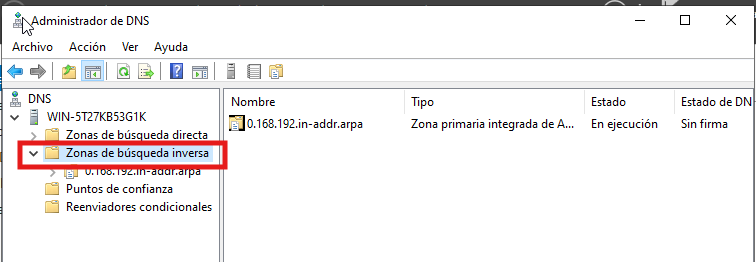 Administrador de DNS
Archivo Acción Ver Ayuda
DNS
WIN-5T27KB53G1K
Zonas de búsqueda directa
Zonas de búsqueda inversa
0.168.192.in-addr.arpa
Puntos de confianza
Reenviadores condicionales
Nombre Tipo Estado Estado de DN
0.168.192.in-addr.arpa Zona primaria integrada de A... En ejecución Sin firma